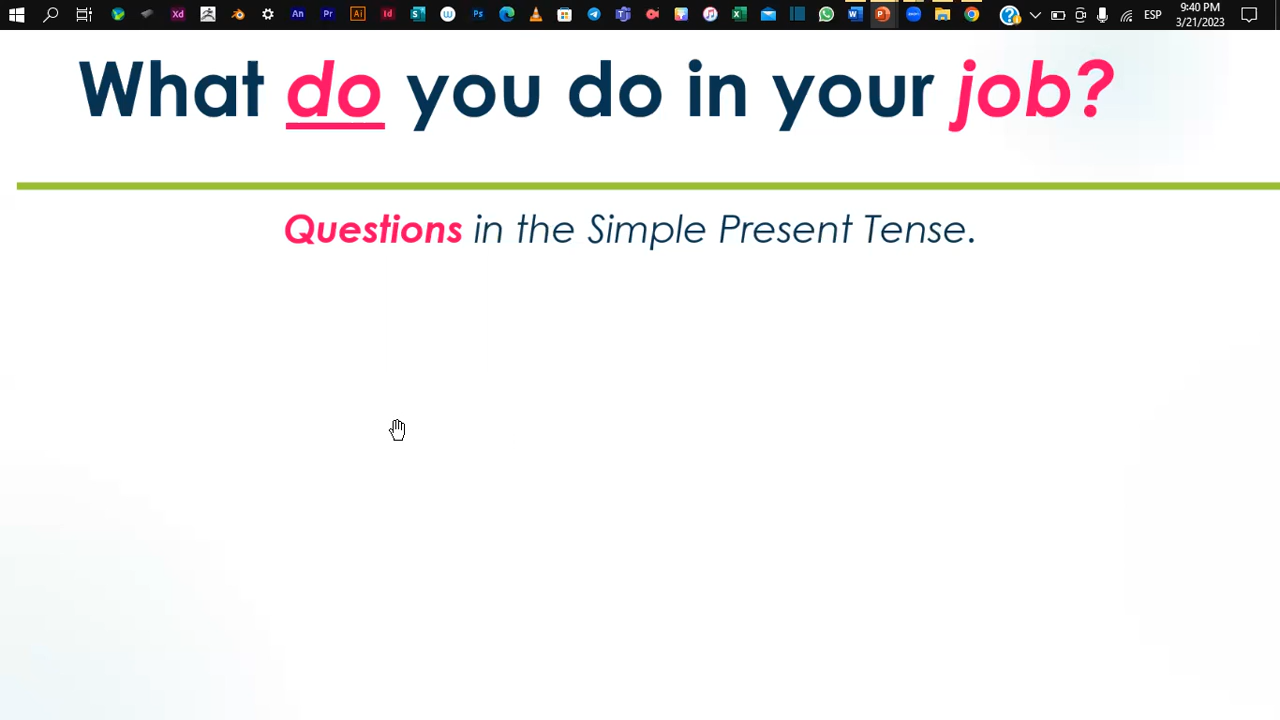 9:40 PM
ESP
3/21/2023
What do you do in your job?
Questions in the Simple Present Tense.